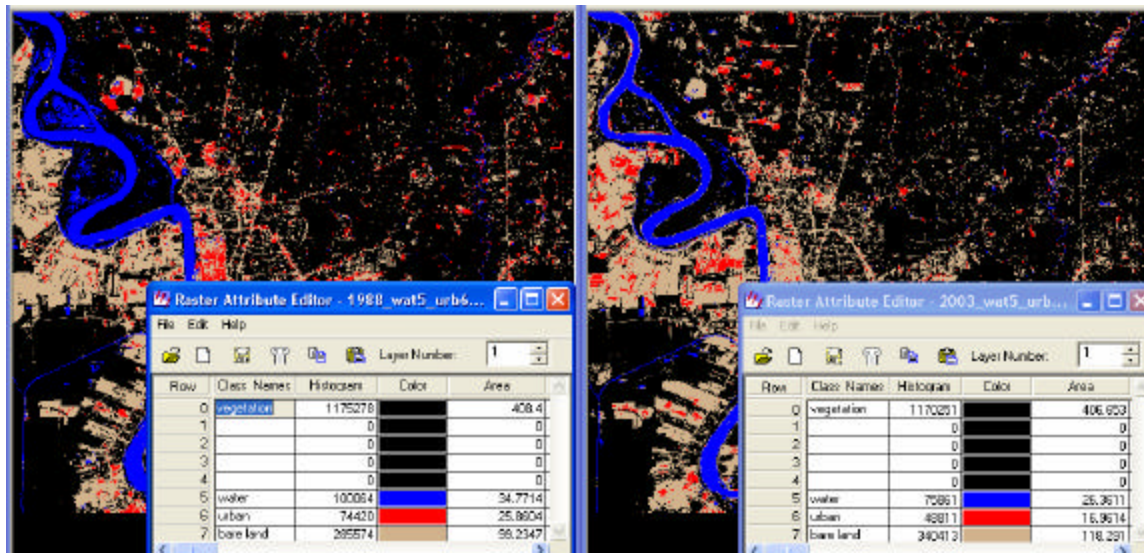 Raster Attribute Editor - 1988_wat5_urb6...
File Edit Help
Layer Number: 1
Row Class Names Histogram Color Area
0 vegetation 1175278 408.4
1 0 0
2 0 0
3 0 0
4 0 0
5 water 100064 34.7714
6 urban 74420 25.8604
7 bare land 285574 99.2347
Raster Attribute Editor - 2003_wat5_urb...
File Edit Help
Layer Number: 1
Row Class Names Histogram Color Area
0 vegetation 1170251 406.653
1 0 0
2 0 0
3 0 0
4 0 0
5 water 75861 26.3611
6 urban 48811 16.9614
7 bare land 340413 118.291